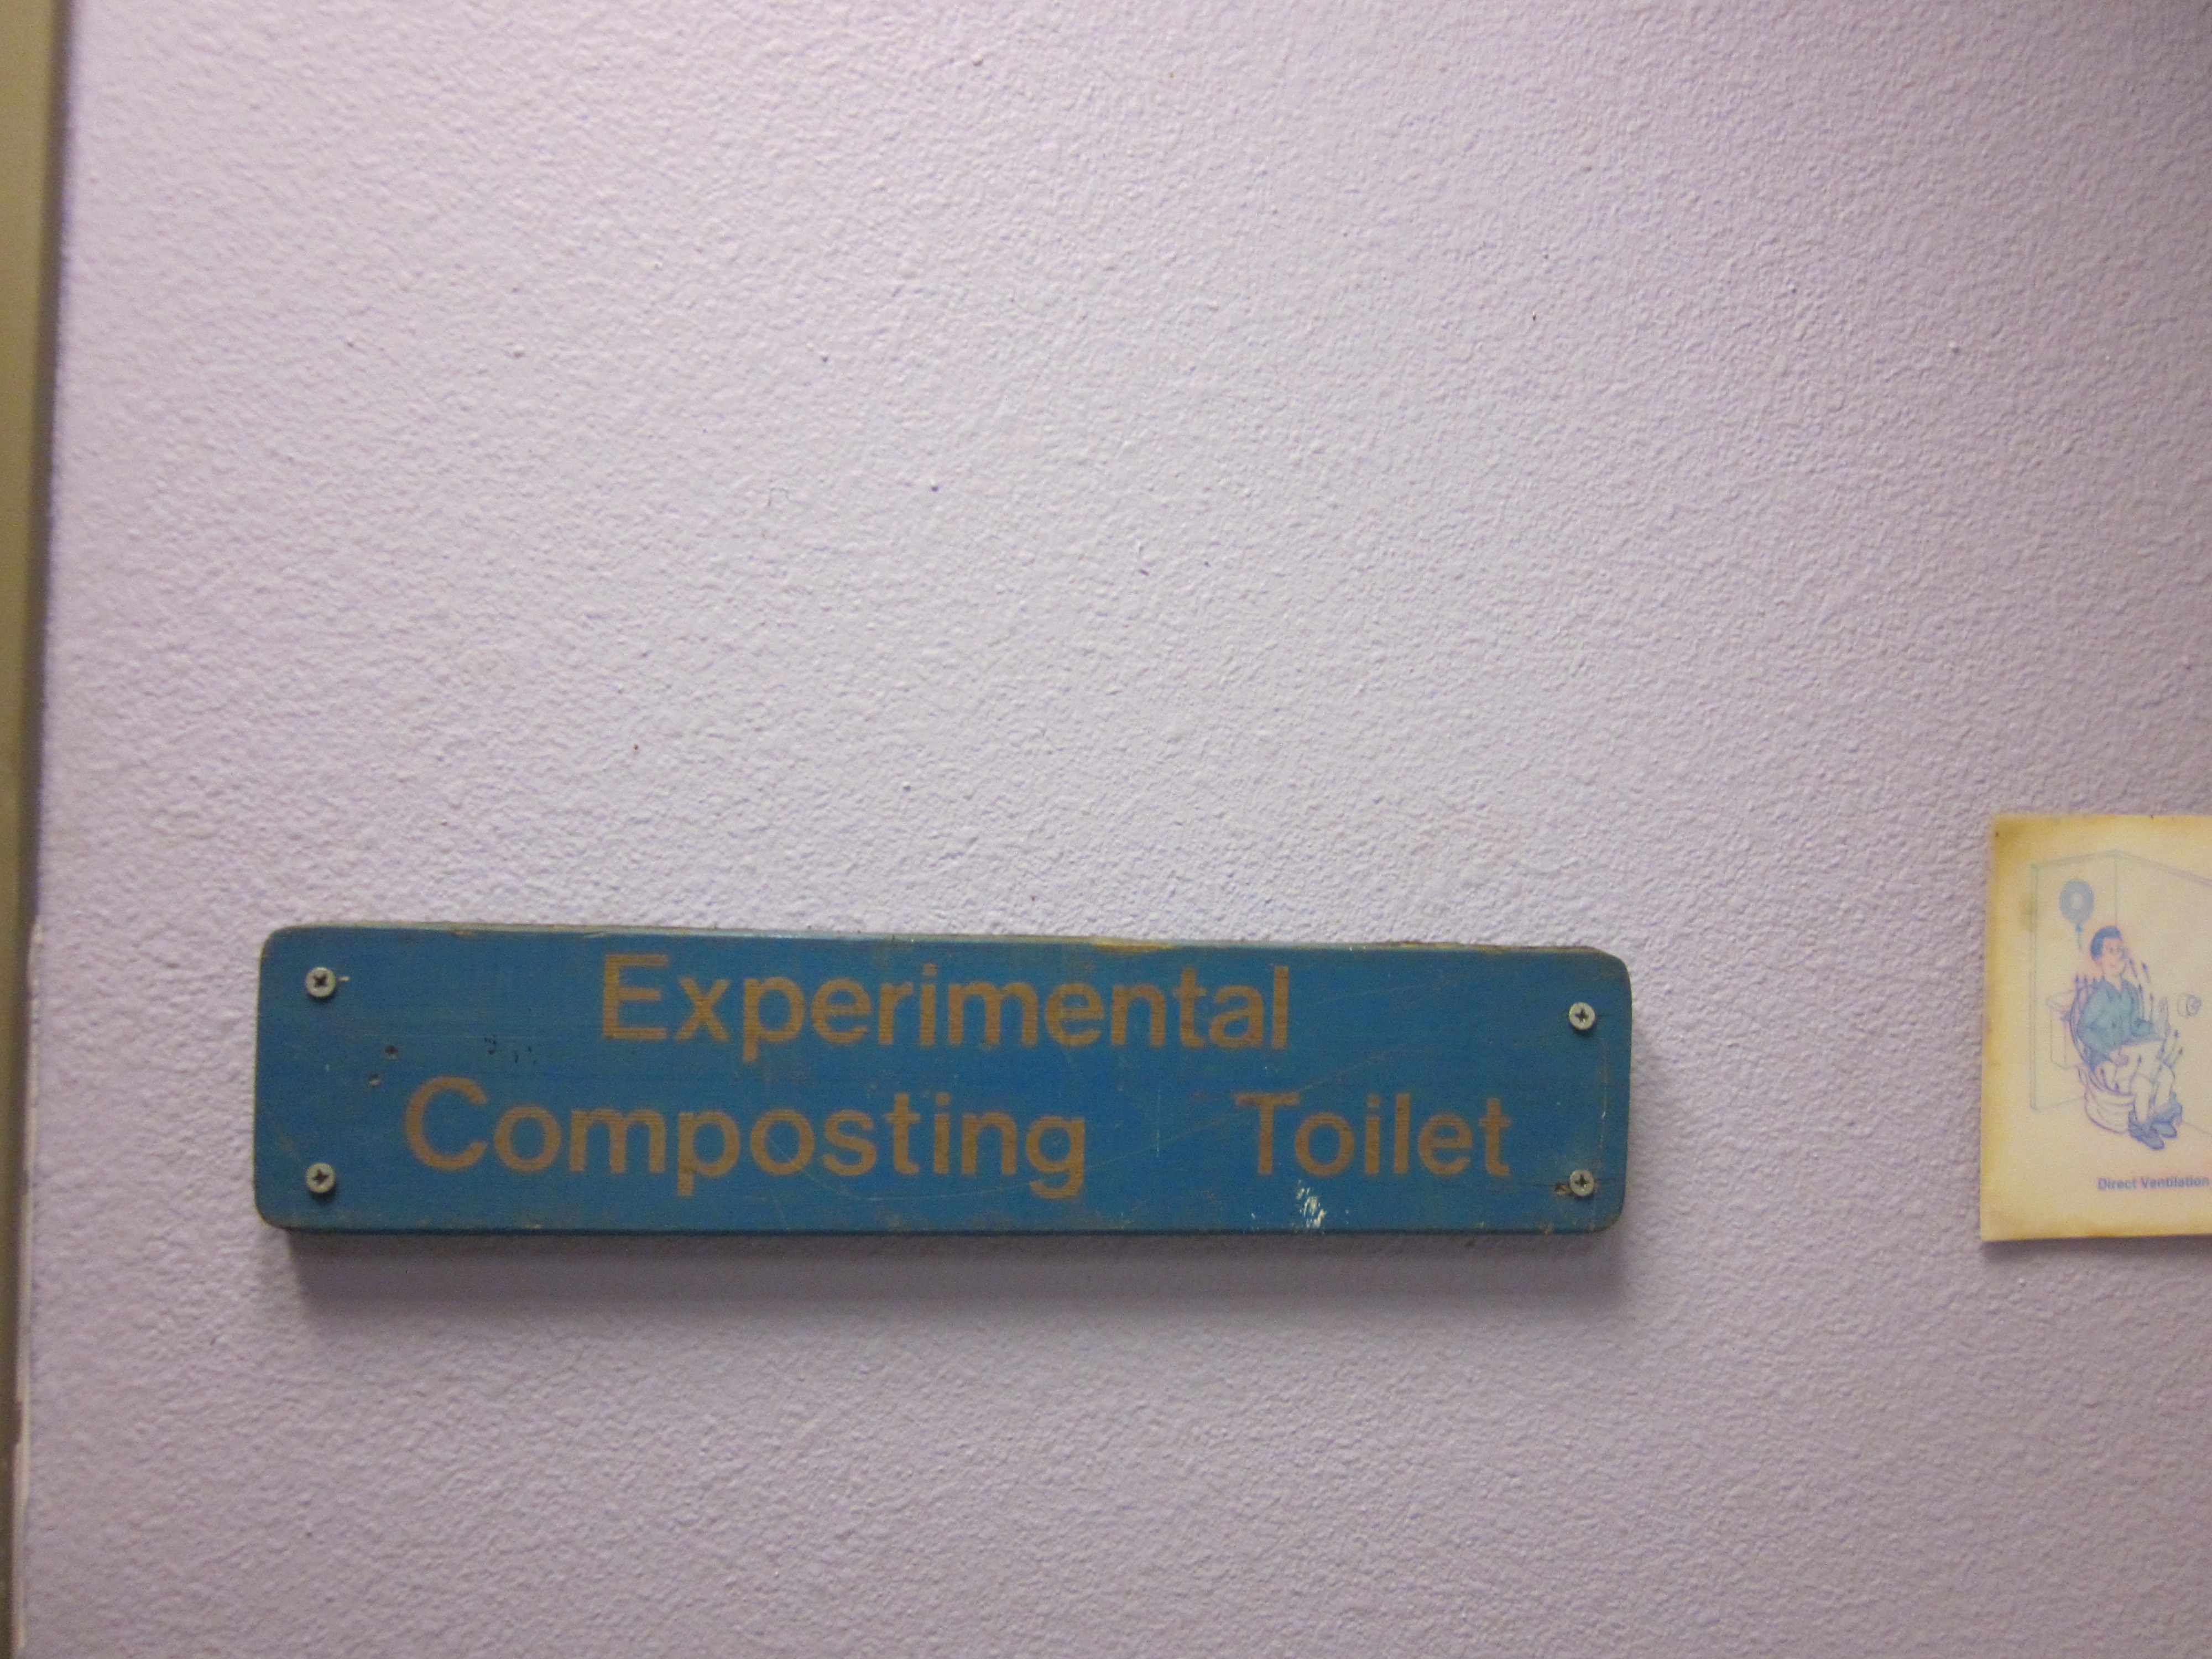 Experimental
Composting Toilet
Direct Ventilation